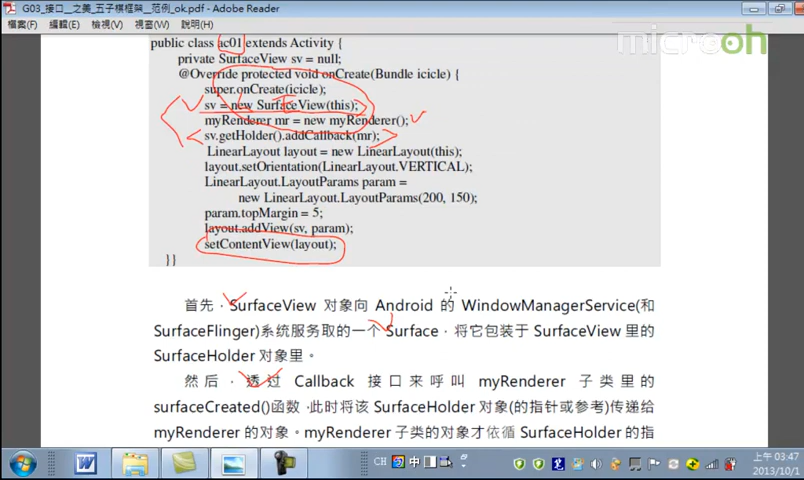 G03_接口__之美_五子棋框架__范例_ok.pdf - Adobe Reader
檔案(F) 編輯(E) 檢視(V) 視窗(W) 說明(H)
microoh
public class ac01 extends Activity {
private SurfaceView sv = null;
@Override protected void onCreate(Bundle icicle) {
super.onCreate(icicle);
sv = new SurfaceView(this);
myRenderer mr = new myRenderer();
sv.getHolder().addCallback(mr);
LinearLayout layout = new LinearLayout(this);
layout.setOrientation(LinearLayout.VERTICAL);
LinearLayout.LayoutParams param =
new LinearLayout.LayoutParams(200, 150);
param.topMargin = 5;
layout.addView(sv, param);
setContentView(layout);
}}
首先，SurfaceView 对象向 Android 的 WindowManagerService(和
SurfaceFlinger)系统服务取的一个 Surface，将它包装于 SurfaceView 里的
SurfaceHolder 对象里。
然后，透过 Callback 接口来呼叫 myRenderer 子类里的
surfaceCreated()函数，此时将该 SurfaceHolder 对象(的指针或参考)传递给
myRenderer 的对象。myRenderer 子类的对象才依循 SurfaceHolder 的指
CH 中
上午 03:47
2013/10/1